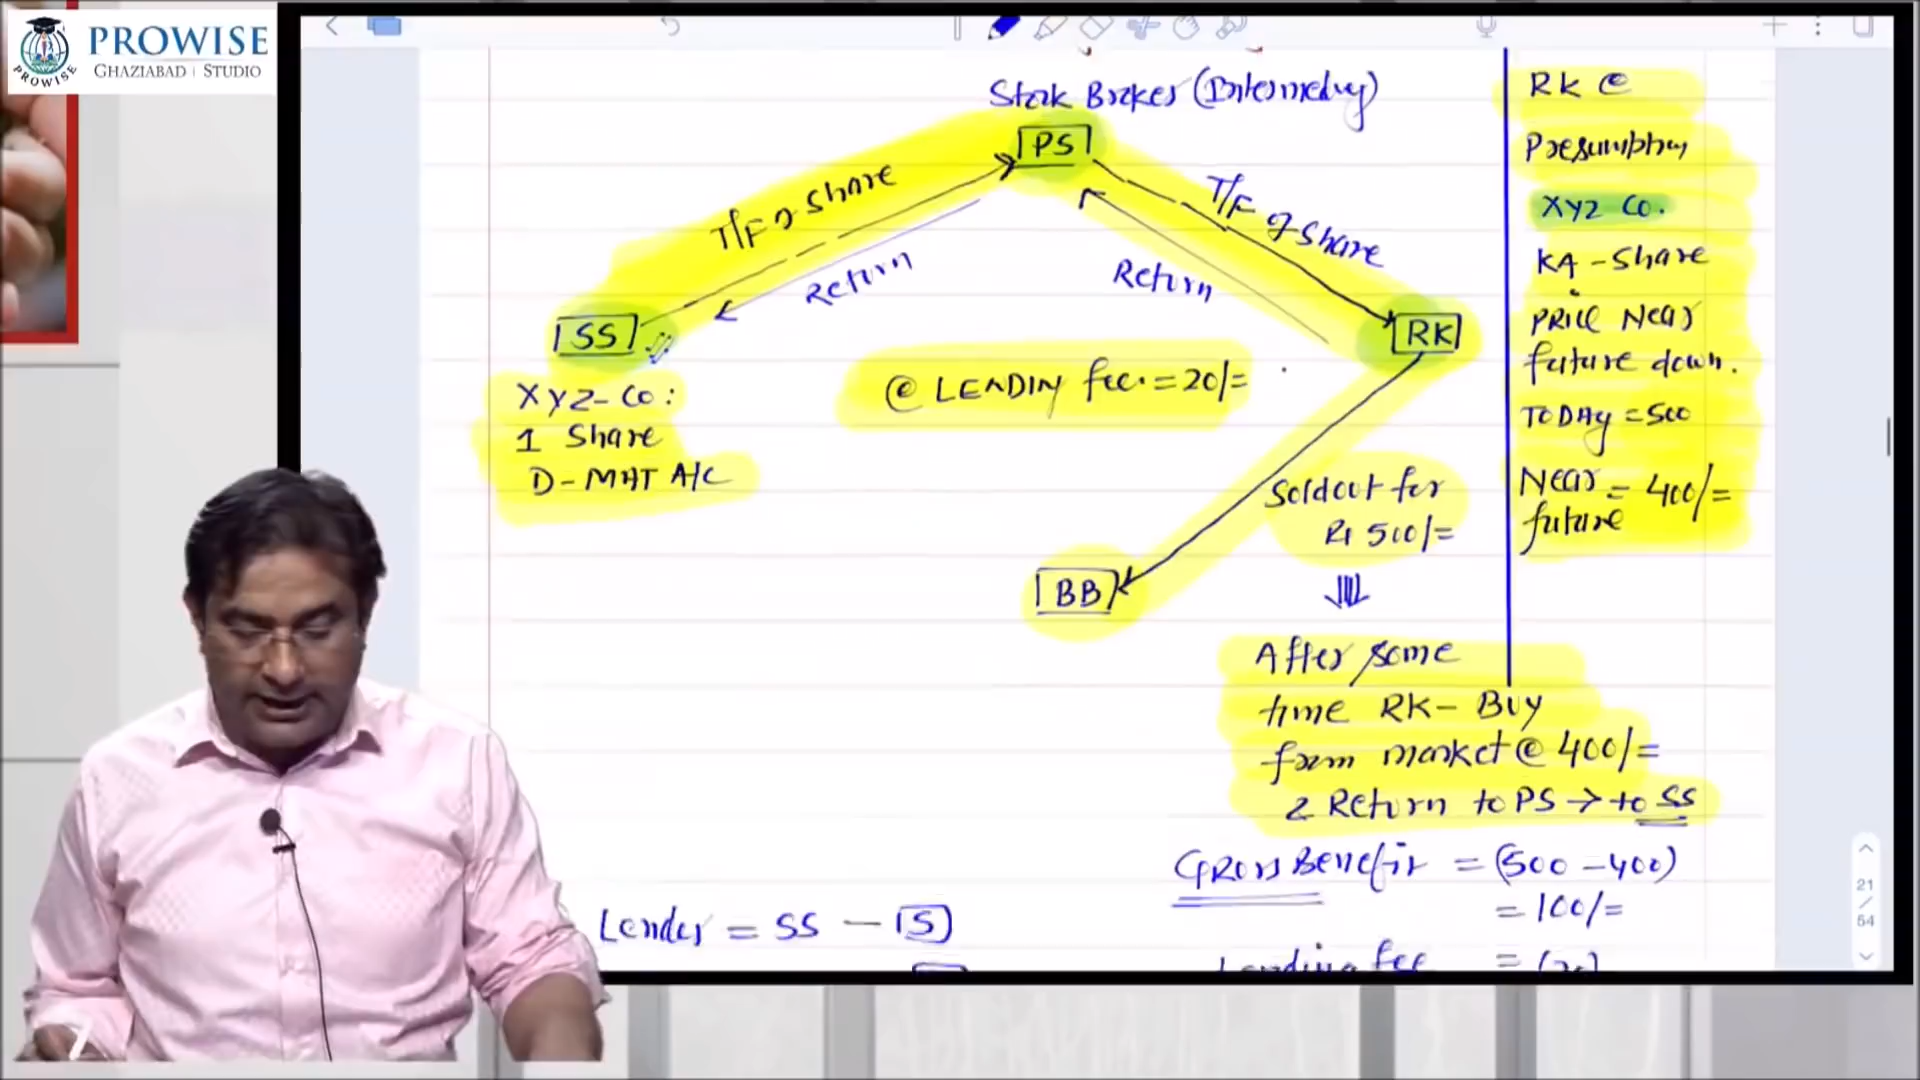 PROWISE
GHAZIABAD | STUDIO
PROWISE
Stock Broker (Intermediary)
PS
T/F of Share
Return
T/F of Share
Return
SS
RK
XYZ-Co:
1 Share
D-MAT A/C
@ LENDING fee. = 20/=
Soldout for
Rs 500/=
BB
After some
time RK- BUY
from market @ 400/=
& Return to PS → to SS
GROSS Benefit = (500 - 400)
= 100/=
Lending fee = (20)
Lender = SS - S
RK @
Presumption
XYZ Co.
KA - Share
PRICE Near
future down.
TODAY = 500
Near = 400/=
future
21
/
54